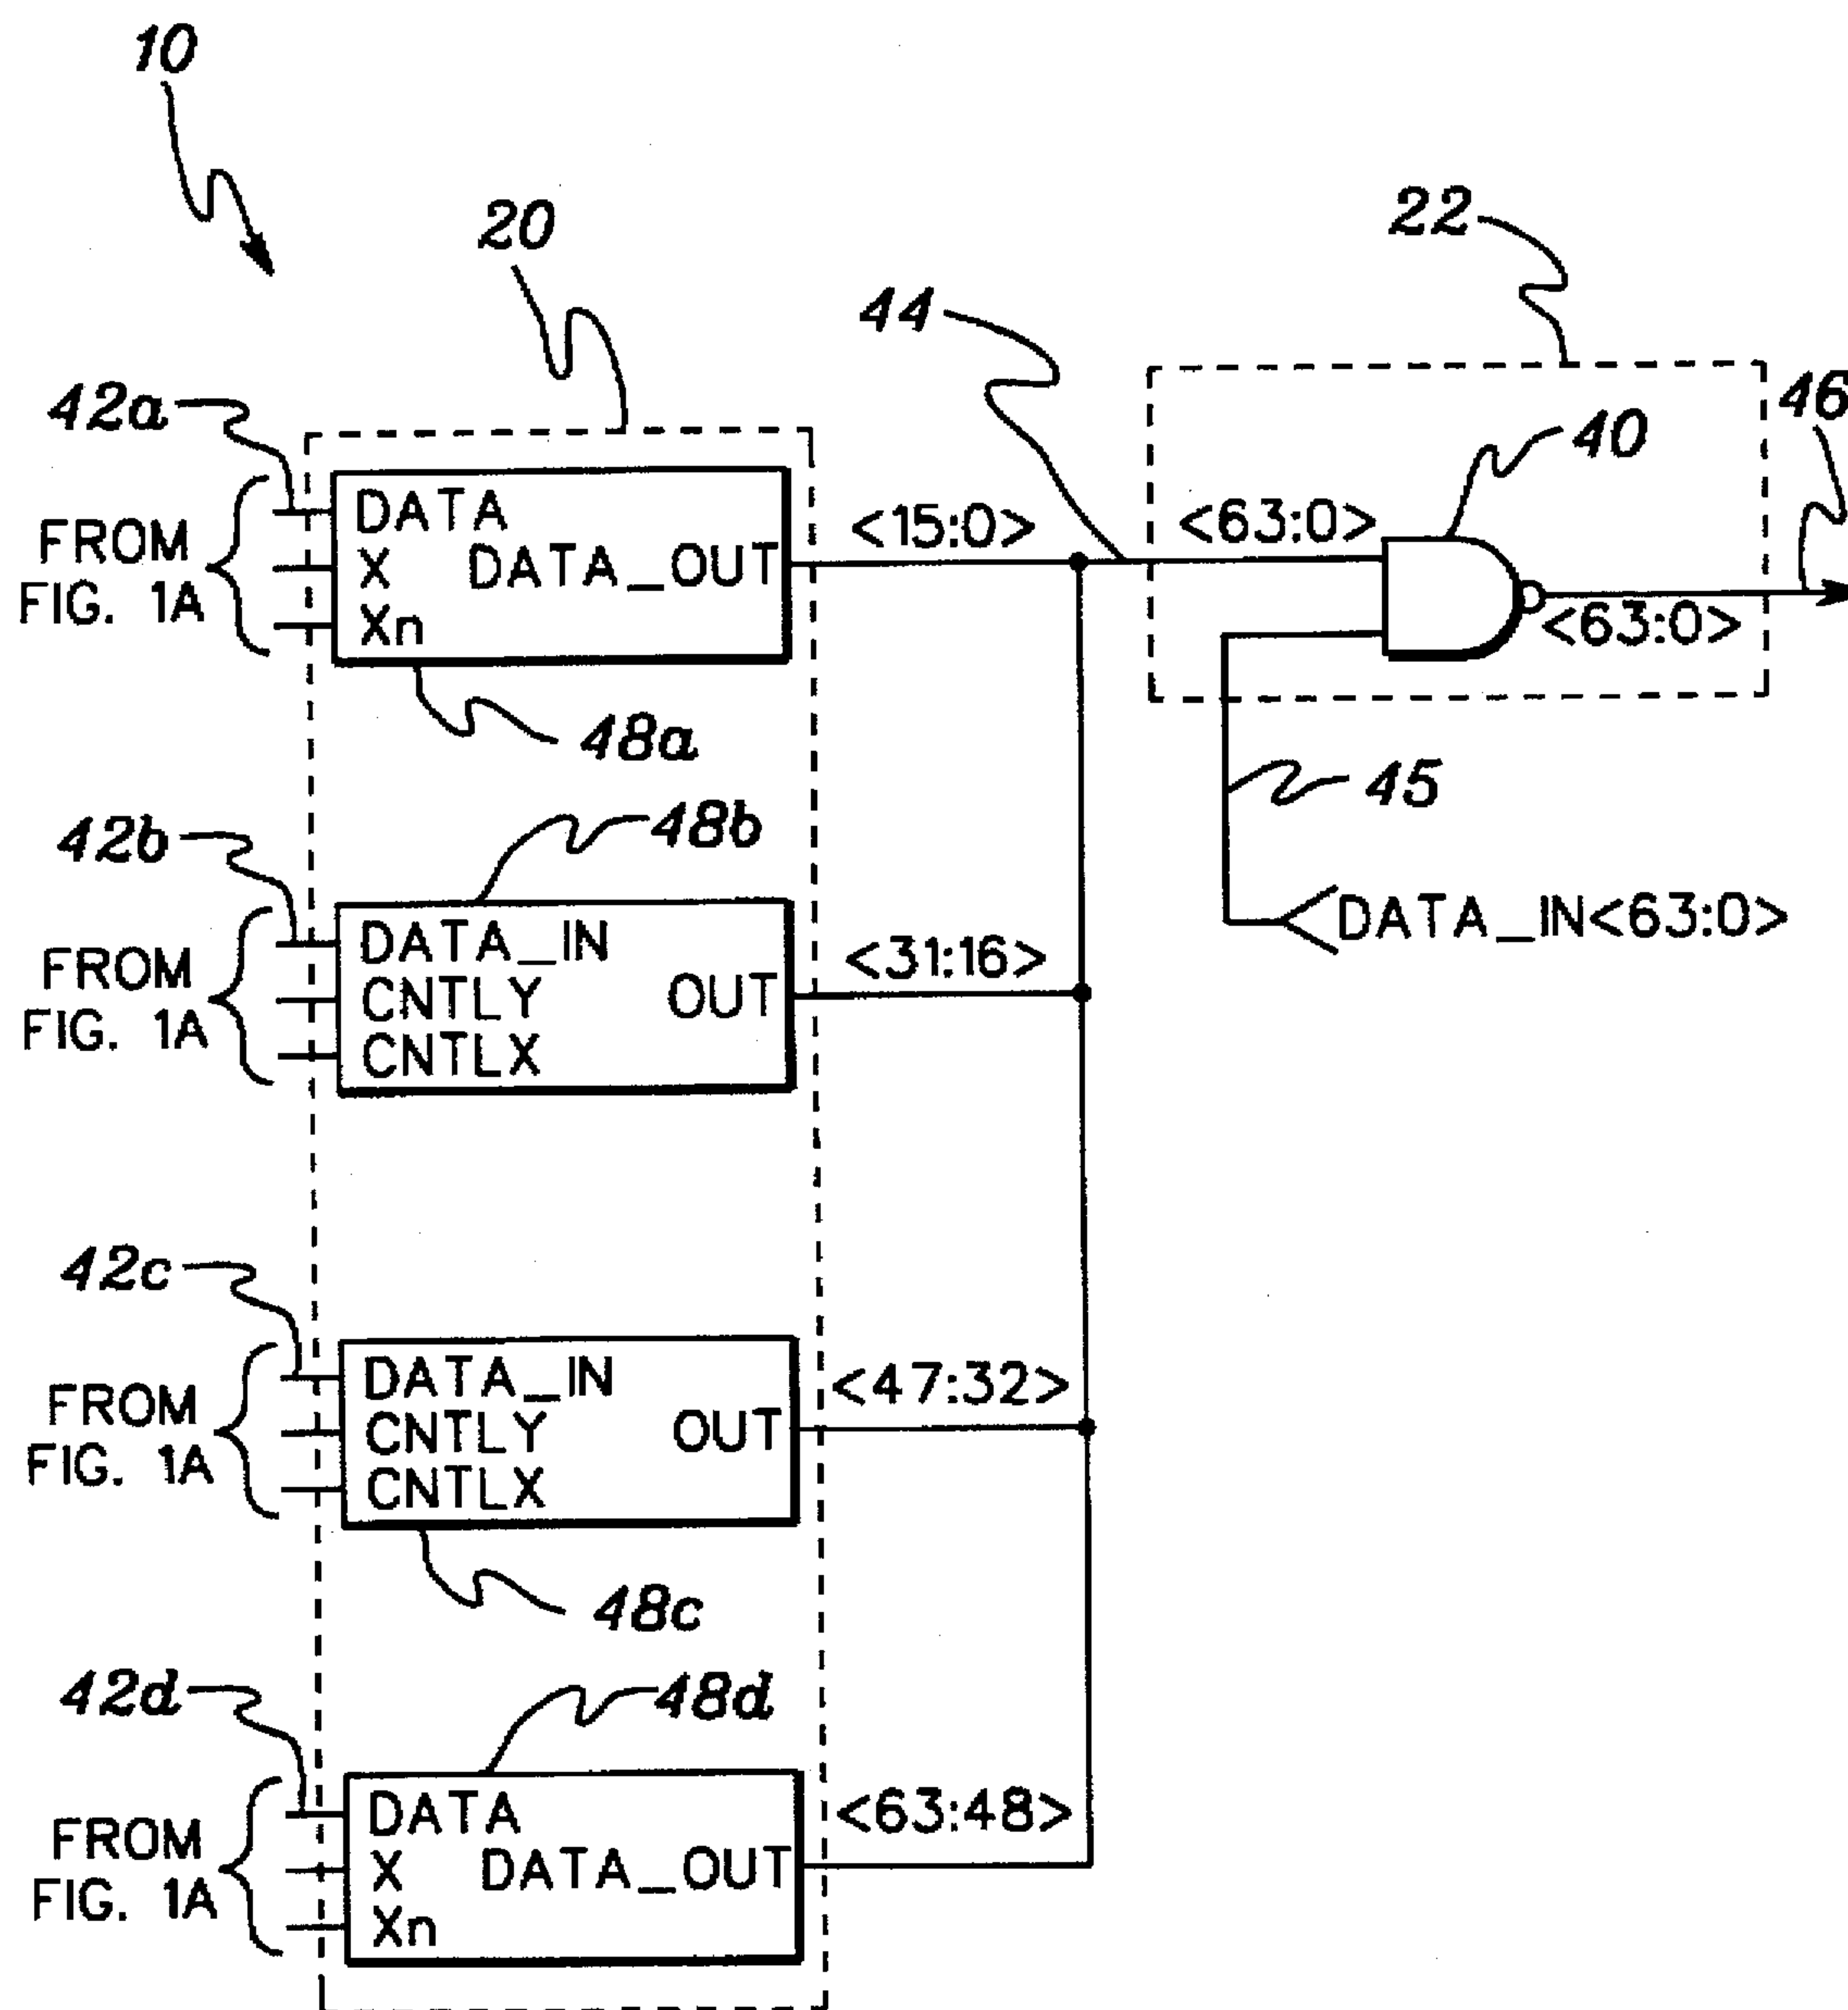 10
20
22
44
46
42a
40
FROM
FIG. 1A
DATA
X
Xn
DATA_OUT
<15:0>
<63:0>
<63:0>
48a
45
42b
48b
DATA_IN<63:0>
FROM
FIG. 1A
DATA_IN
CNTLY
CNTLX
OUT
<31:16>
42c
FROM
FIG. 1A
DATA_IN
CNTLY
CNTLX
OUT
<47:32>
48c
42d
48d
FROM
FIG. 1A
DATA
X
Xn
DATA_OUT
<63:48>